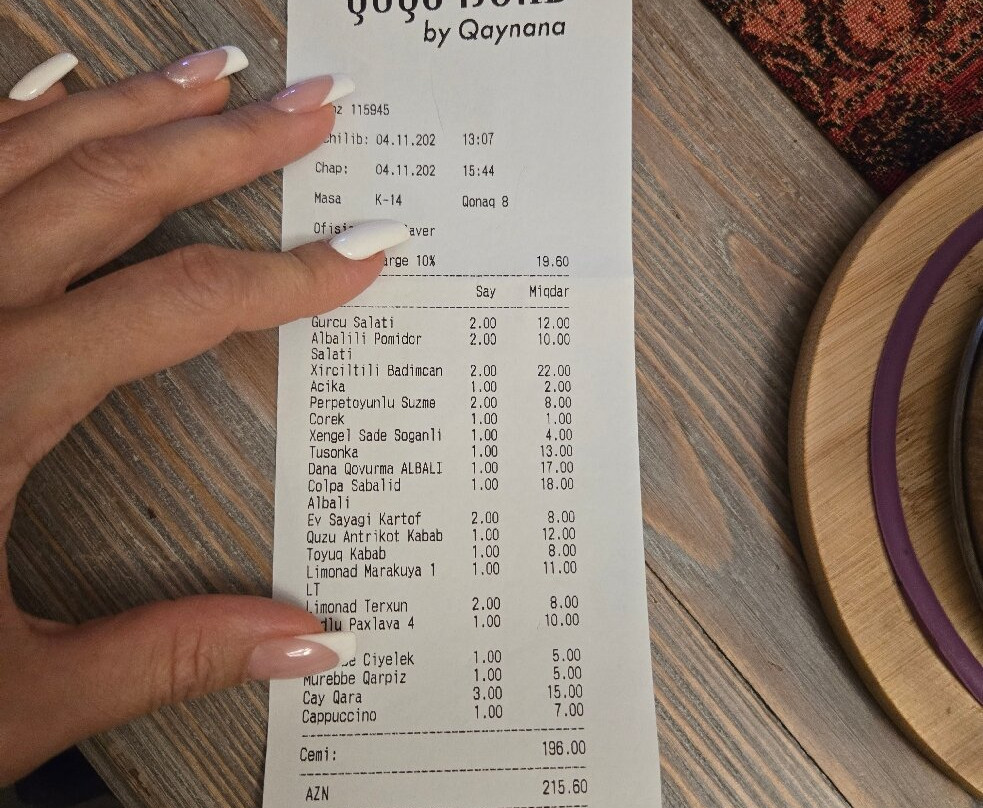 by Qaynana
115945
04.11.202 13:07
Chap: 04.11.202 15:44
Masa K-14 Qonaq 8
10% 19.60
Say Miqdar
Gurcu Salati 2.00 12.00
Albalili Pomidor 2.00 10.00
Salati
Xirciltili Badimcan 2.00 22.00
Acika 1.00 2.00
Perpetoyunlu Suzme 2.00 8.00
Corek 1.00 1.00
Xengel Sade Soganli 1.00 4.00
Tusonka 1.00 13.00
Dana Qovurma ALBALI 1.00 17.00
Colpa Sabalid 1.00 18.00
Albali
Ev Sayagi Kartof 2.00 8.00
Quzu Antrikot Kabab 1.00 12.00
Toyuq Kabab 1.00 8.00
Limonad Marakuya 1 1.00 11.00
LT
Limonad Terxun 2.00 8.00
Paxlava 4 1.00 10.00
Ciyelek 1.00 5.00
Murebbe Qarpiz 1.00 5.00
Cay Qara 3.00 15.00
Cappuccino 1.00 7.00
Cemi: 196.00
AZN 215.60